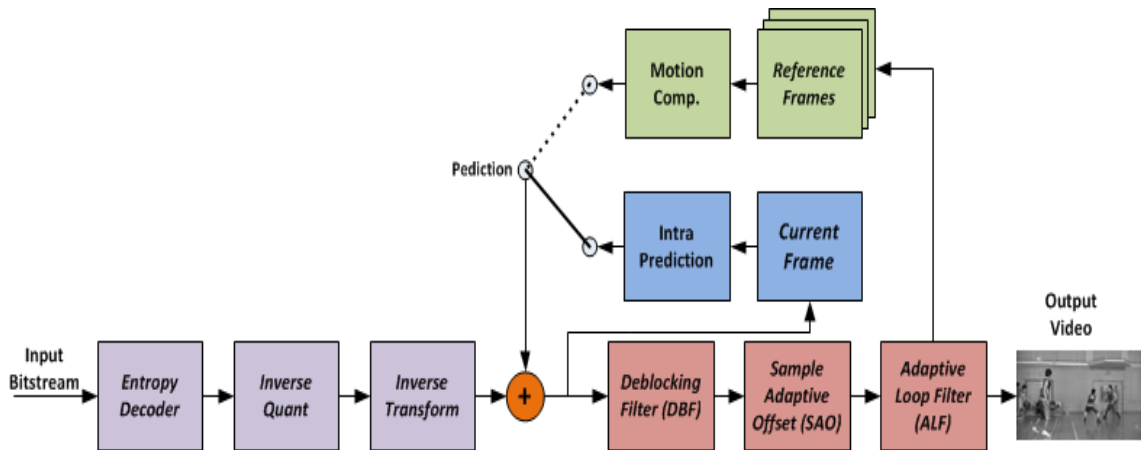 Motion
Comp.
Reference
Frames
Pediction
Intra
Prediction
Current
Frame
Output
Video
Input
Bitstream
Entropy
Decoder
Inverse
Quant
Inverse
Transform
+
Deblocking
Filter (DBF)
Sample
Adaptive
Offset (SAO)
Adaptive
Loop Filter
(ALF)